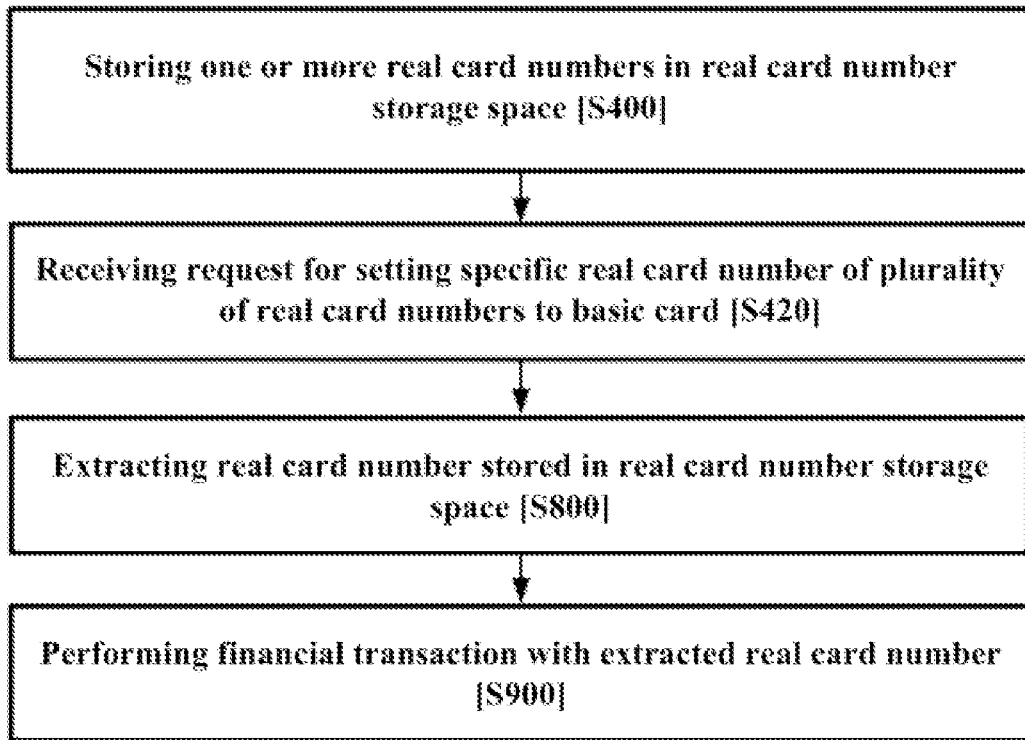 Storing one or more real card numbers in real card number
storage space [S400]
Receiving request for setting specific real card number of plurality
of real card numbers to basic card [S420]
Extracting real card number stored in real card number storage
space [S800]
Performing financial transaction with extracted real card number
[S900]